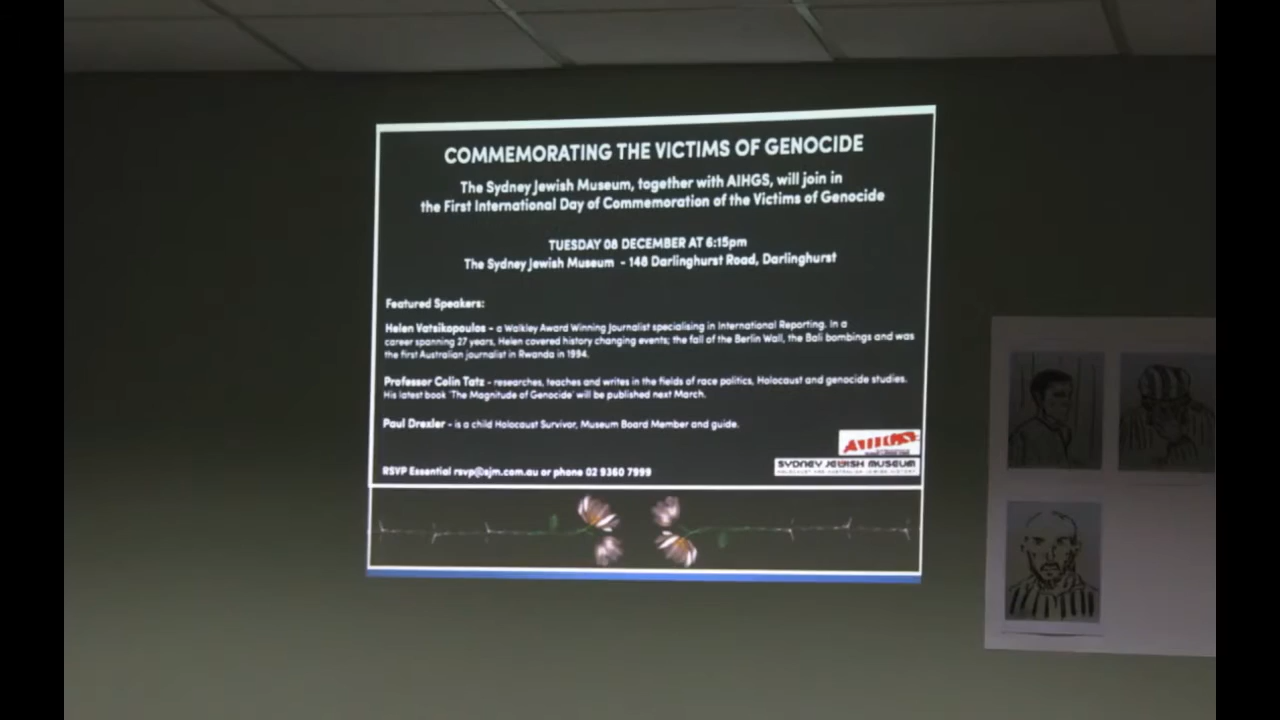 COMMEMORATING THE VICTIMS OF GENOCIDE
The Sydney Jewish Museum, together with AIHGS, will join in
the First International Day of Commemoration of the Victims of Genocide
TUESDAY 08 DECEMBER AT 6:15pm
The Sydney Jewish Museum - 148 Darlinghurst Road, Darlinghurst
Featured Speakers:
Helen Vatsikopoulos - a Walkley Award Winning Journalist specialising in International Reporting. In a
career spanning 27 years, Helen covered history changing events; the fall of the Berlin Wall, the Bali bombings and was
the first Australian journalist in Rwanda in 1994.
Professor Colin Tatz - researches, teaches and writes in the fields of race politics, Holocaust and genocide studies.
His latest book 'The Magnitude of Genocide' will be published next March.
Paul Drexler - is a child Holocaust Survivor, Museum Board Member and guide.
AIHGS
RSVP Essential rsvp@sjm.com.au or phone 02 9360 7999
SYDNEY JEWISH MUSEUM
HOLOCAUST AND AUSTRALIAN JEWISH HISTORY